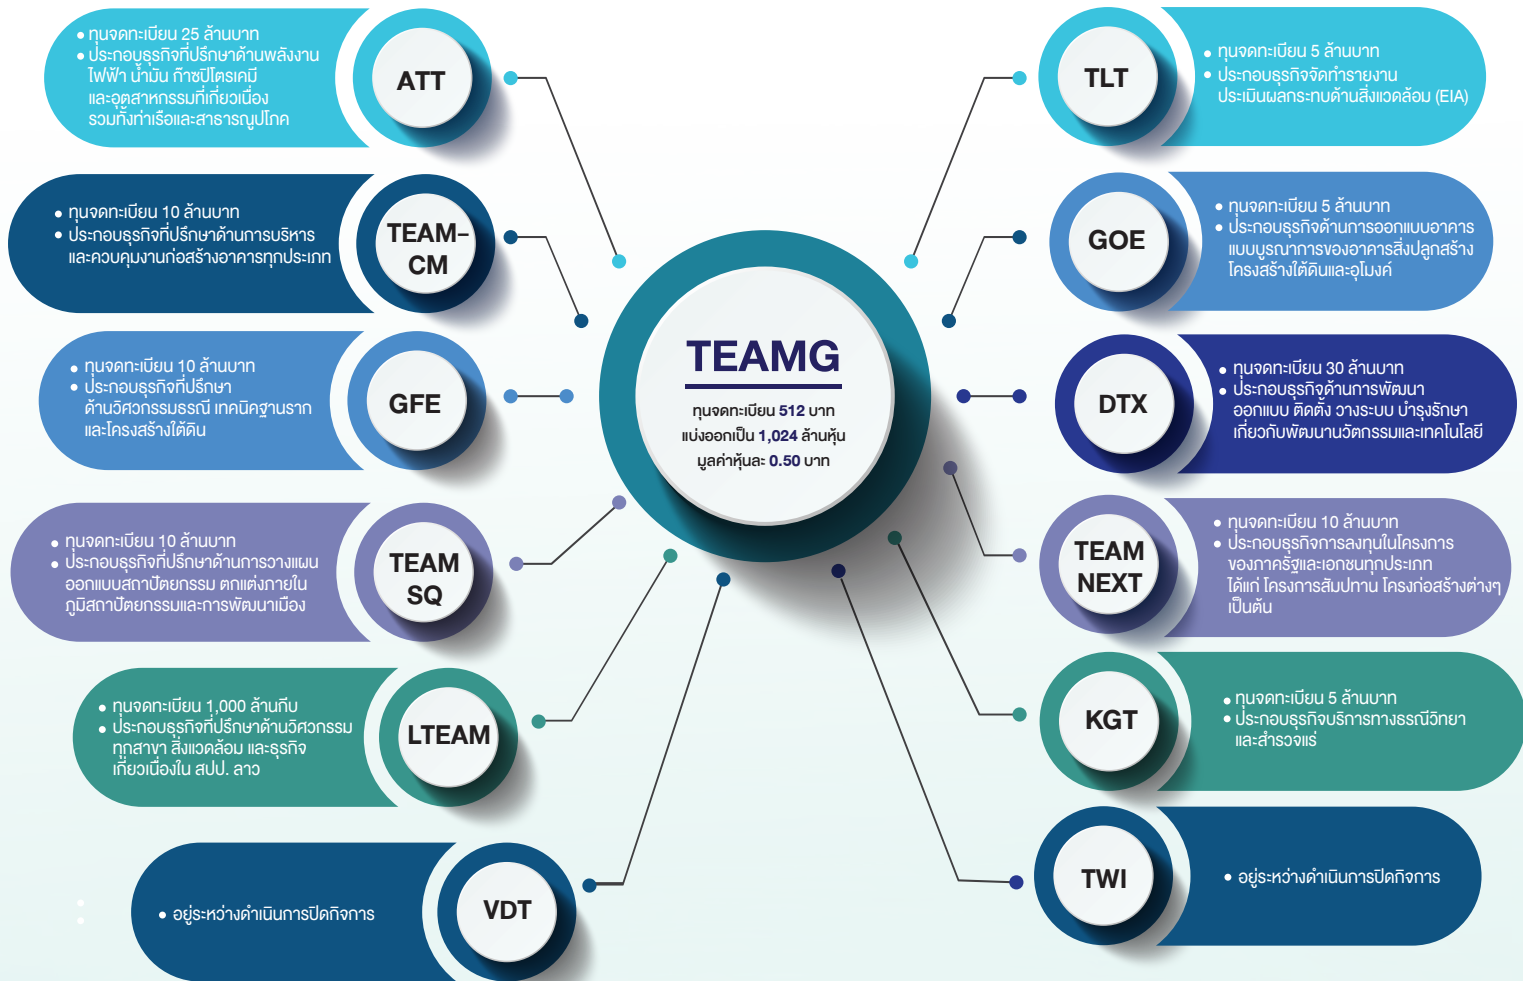 • ทุนจดทะเบียน 25 ล้านบาท
• ประกอบธุรกิจที่ปรึกษาด้านพลังงาน
ไฟฟ้า น้ำมัน ก๊าซปิโตรเคมี
และอุตสาหกรรมที่เกี่ยวเนื่อง
รวมทั้งท่าเรือและสาธารณูปโภค
ATT
• ทุนจดทะเบียน 10 ล้านบาท
• ประกอบธุรกิจที่ปรึกษาด้านการบริหาร
และควบคุมงานก่อสร้างอาคารทุกประเภท
TEAM-
CM
• ทุนจดทะเบียน 10 ล้านบาท
• ประกอบธุรกิจที่ปรึกษา
ด้านวิศวกรรมธรณี เทคนิคฐานราก
และโครงสร้างใต้ดิน
GFE
• ทุนจดทะเบียน 10 ล้านบาท
• ประกอบธุรกิจที่ปรึกษาด้านการวางแผน
ออกแบบสถาปัตยกรรม ตกแต่งภายใน
ภูมิสถาปัตยกรรมและการพัฒนาเมือง
TEAM
SQ
• ทุนจดทะเบียน 1,000 ล้านกีบ
• ประกอบธุรกิจที่ปรึกษาด้านวิศวกรรม
ทุกสาขา สิ่งแวดล้อม และธุรกิจ
เกี่ยวเนื่องใน สปป. ลาว
LTEAM
• อยู่ระหว่างดำเนินการปิดกิจการ
VDT
TEAMG
ทุนจดทะเบียน 512 บาท
แบ่งออกเป็น 1,024 ล้านหุ้น
มูลค่าหุ้นละ 0.50 บาท
TLT
• ทุนจดทะเบียน 5 ล้านบาท
• ประกอบธุรกิจจัดทำรายงาน
ประเมินผลกระทบด้านสิ่งแวดล้อม (EIA)
GOE
• ทุนจดทะเบียน 5 ล้านบาท
• ประกอบธุรกิจด้านการออกแบบอาคาร
แบบบูรณาการของอาคารสิ่งปลูกสร้าง
โครงสร้างใต้ดินและอุโมงค์
DTX
• ทุนจดทะเบียน 30 ล้านบาท
• ประกอบธุรกิจด้านการพัฒนา
ออกแบบ ติดตั้ง วางระบบ บำรุงรักษา
เกี่ยวกับพัฒนานวัตกรรมและเทคโนโลยี
TEAM
NEXT
• ทุนจดทะเบียน 10 ล้านบาท
• ประกอบธุรกิจการลงทุนในโครงการ
ของภาครัฐและเอกชนทุกประเภท
ได้แก่ โครงการสัมปทาน โครงก่อสร้างต่างๆ
เป็นต้น
KGT
• ทุนจดทะเบียน 5 ล้านบาท
• ประกอบธุรกิจบริการทางธรณีวิทยา
และสำรวจแร่
TWI
• อยู่ระหว่างดำเนินการปิดกิจการ